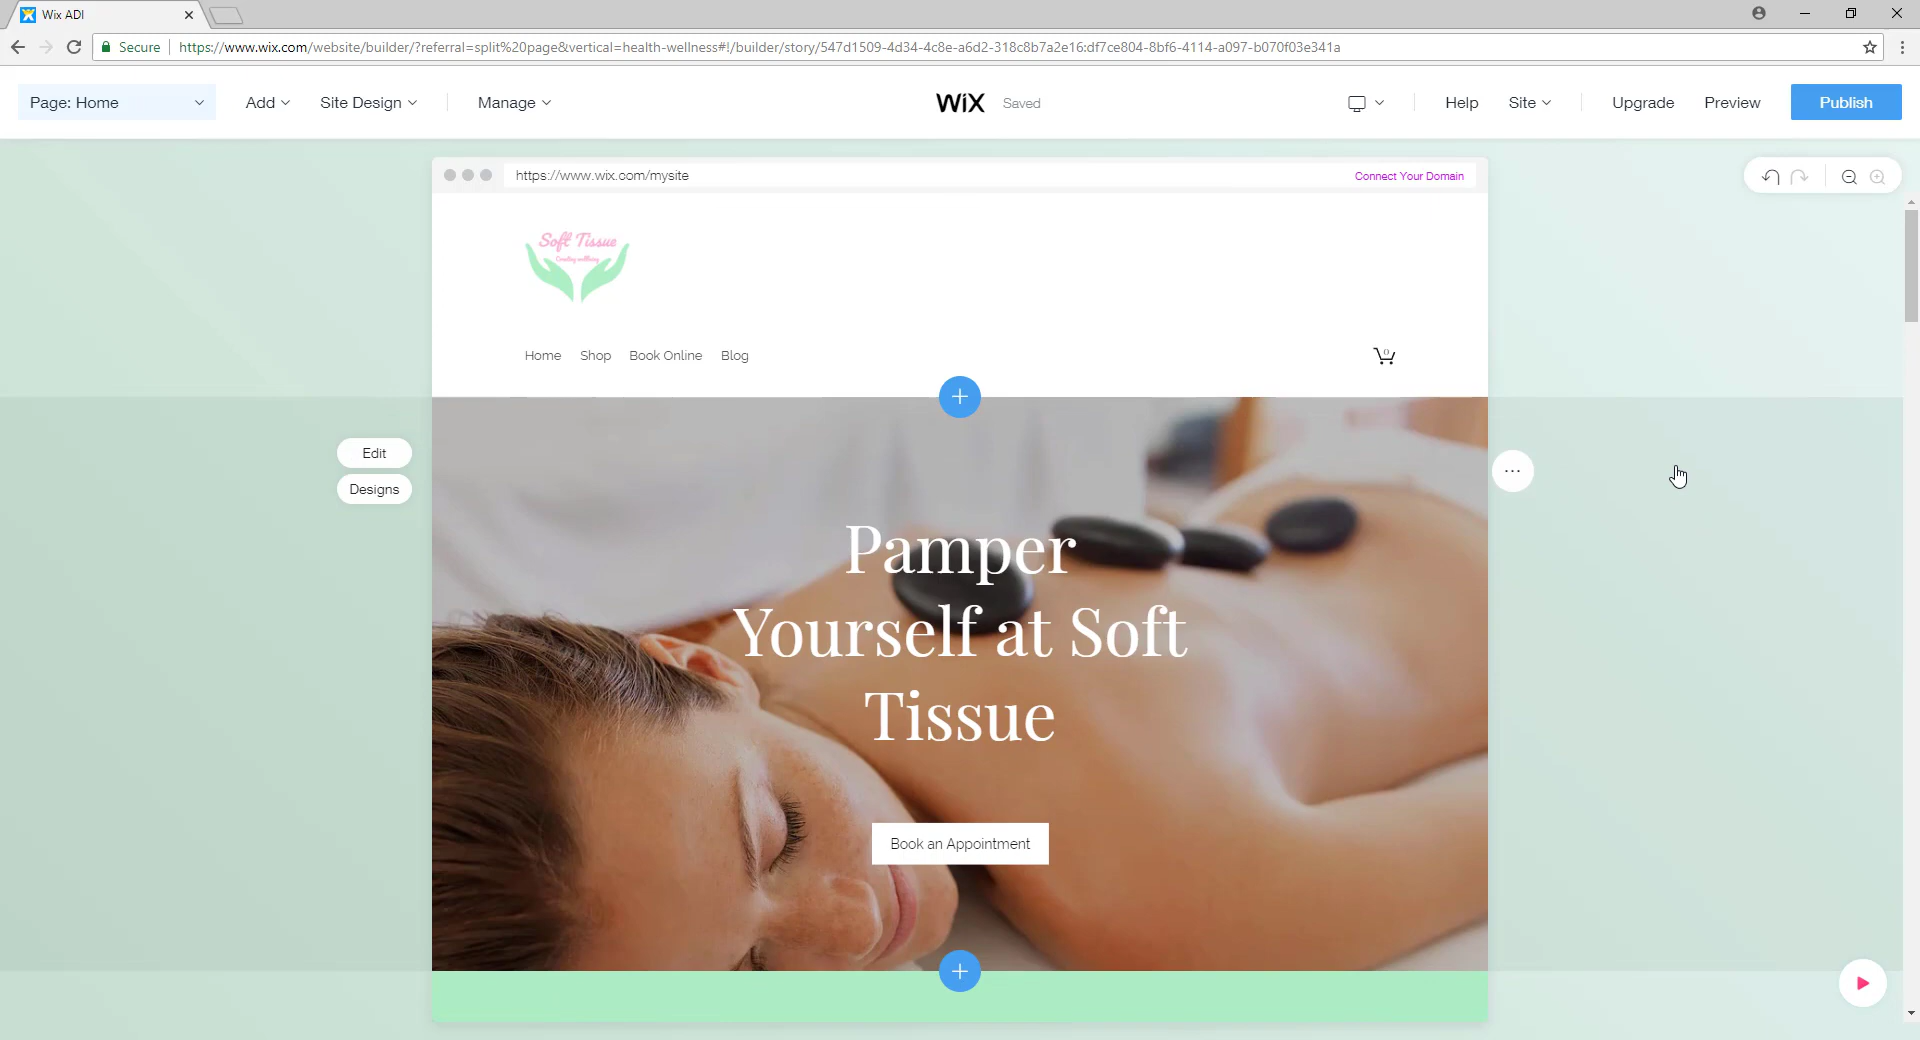 Wix ADI
Secure https://www.wix.com/website/builder/?referral=split%20page&vertical=health-wellness#!/builder/story/547d1509-4d34-4c8e-a6d2-318c8b7a2e16:df7ce804-8bf6-4114-a097-b070f03e341a
Page: Home Add Site Design Manage WiX Saved Help Site Upgrade Preview Publish
https://www.wix.com/mysite Connect Your Domain
Soft Tissue
Creating wellbeing
Home Shop Book Online Blog 0
Edit
Designs
Pamper
Yourself at Soft
Tissue
Book an Appointment